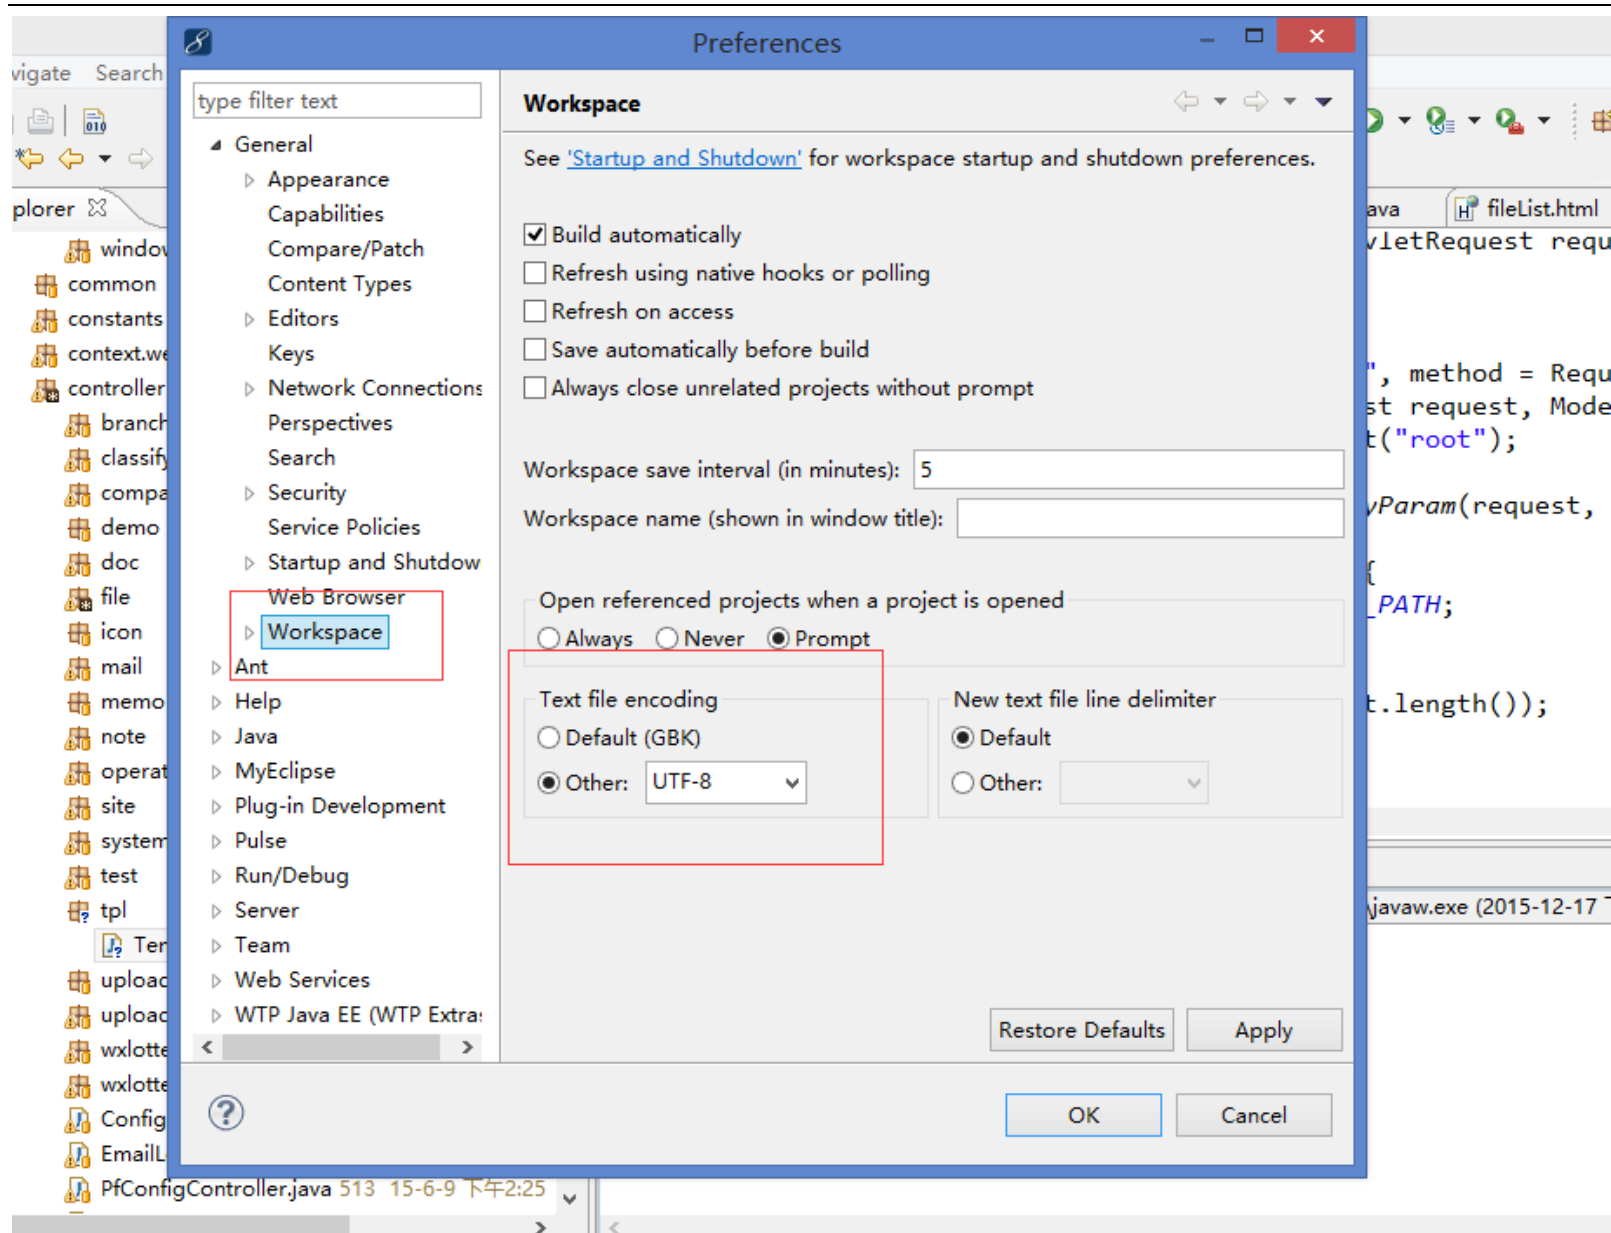 Preferences
Search
type filter text
General
Appearance
Capabilities
Compare/Patch
Content Types
Editors
Keys
Network Connections
Perspectives
Search
Security
Service Policies
Startup and Shutdow
Web Browser
Workspace
Ant
Help
Java
MyEclipse
Plug-in Development
Pulse
Run/Debug
Server
Team
Web Services
WTP Java EE (WTP Extra
Workspace
See 'Startup and Shutdown' for workspace startup and shutdown preferences.
Build automatically
Refresh using native hooks or polling
Refresh on access
Save automatically before build
Always close unrelated projects without prompt
Workspace save interval (in minutes): 5
Workspace name (shown in window title):
Open referenced projects when a project is opened
Always Never Prompt
Text file encoding
Default (GBK)
Other: UTF-8
New text file line delimiter
Default
Other:
Restore Defaults Apply
OK Cancel
vigate
plorer
window
common
constants
context.we
controller
branch
classify
compa
demo
doc
file
icon
mail
memo
note
operat
site
system
test
tpl
Ter
upload
upload
wxlotte
wxlotte
Config
EmailL
PfConfigController.java 513 15-6-9 下午2:25
ava fileList.html
vletRequest requ
", method = Requ
st request, Mode
t("root");
yParam(request,
{
_PATH;
t.length());
\javaw.exe (2015-12-17